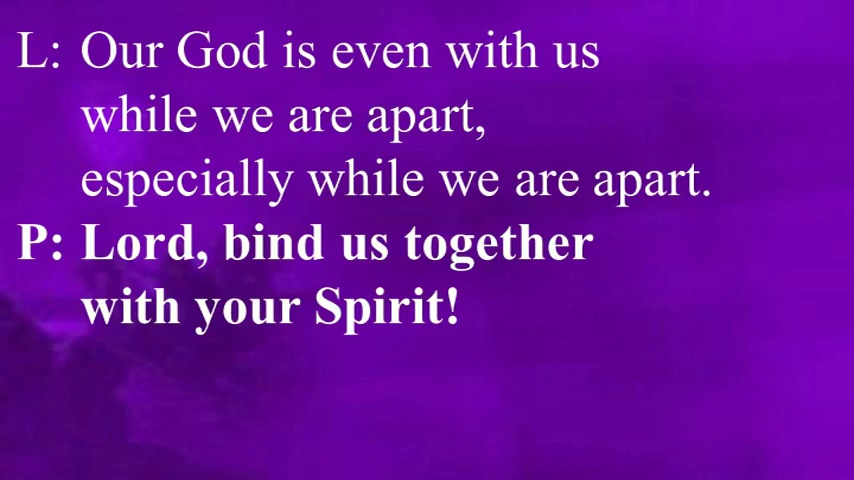 L: Our God is even with us
while we are apart,
especially while we are apart.
P: Lord, bind us together
with your Spirit!